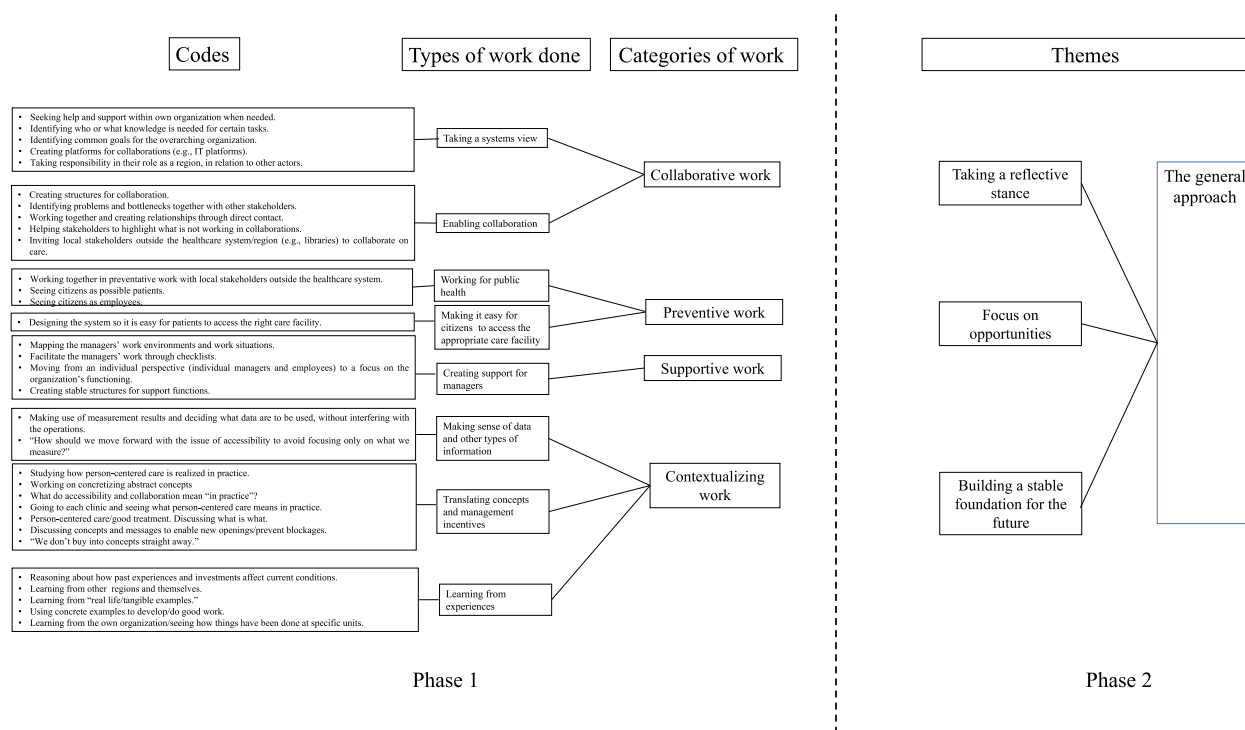 Codes
Types of work done
Categories of work
Themes
• Seeking help and support within own organization when needed.
• Identifying who or what knowledge is needed for certain tasks.
• Identifying common goals for the overarching organization.
• Creating platforms for collaborations (e.g., IT platforms).
• Taking responsibility in their role as a region, in relation to other actors.
Taking a systems view
• Creating structures for collaboration.
• Identifying problems and bottlenecks together with other stakeholders.
• Working together and creating relationships through direct contact.
• Helping stakeholders to highlight what is not working in collaborations.
• Inviting local stakeholders outside the healthcare system/region (e.g., libraries) to collaborate on
care.
Enabling collaboration
Collaborative work
• Working together in preventative work with local stakeholders outside the healthcare system.
• Seeing citizens as possible patients.
• Seeing citizens as employees.
Working for public
health
• Designing the system so it is easy for patients to access the right care facility.
Making it easy for
citizens to access the
appropriate care facility
Preventive work
• Mapping the managers’ work environments and work situations.
• Facilitate the managers’ work through checklists.
• Moving from an individual perspective (individual managers and employees) to a focus on the
organization’s functioning.
• Creating stable structures for support functions.
Creating support for
managers
Supportive work
• Making use of measurement results and deciding what data are to be used, without interfering with
the operations.
• “How should we move forward with the issue of accessibility to avoid focusing only on what we
measure?”
Making sense of data
and other types of
information
• Studying how person-centered care is realized in practice.
• Working on concretizing abstract concepts
• What do accessibility and collaboration mean “in practice”?
• Going to each clinic and seeing what person-centered care means in practice.
• Person-centered care/good treatment. Discussing what is what.
• Discussing concepts and messages to enable new openings/prevent blockages.
• “We don’t buy into concepts straight away.”
Translating concepts
and management
incentives
Contextualizing
work
• Reasoning about how past experiences and investments affect current conditions.
• Learning from other regions and themselves.
• Learning from “real life/tangible examples.”
• Using concrete examples to develop/do good work.
• Learning from the own organization/seeing how things have been done at specific units.
Learning from
experiences
Phase 1
Taking a reflective
stance
Focus on
opportunities
Building a stable
foundation for the
future
The general
approach
Phase 2